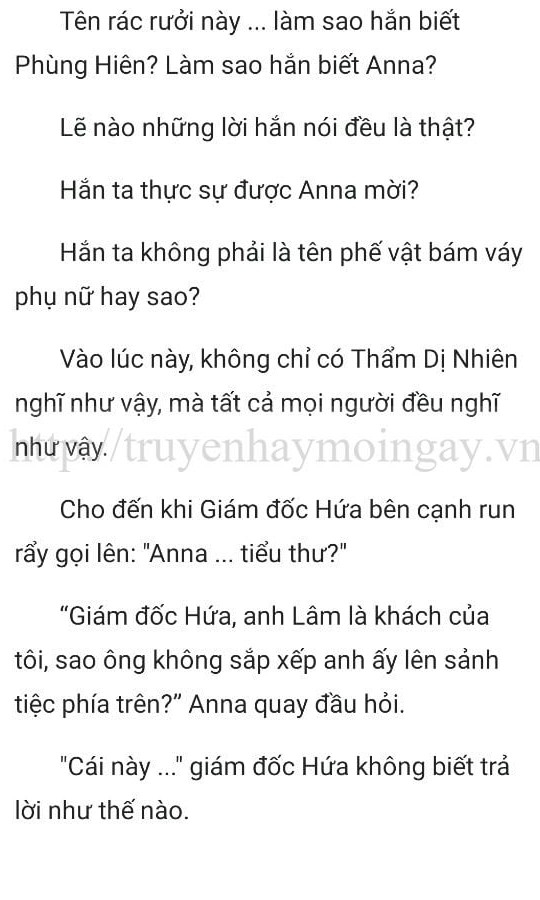 Tên rác rưởi này ... làm sao hắn biết
Phùng Hiên? Làm sao hắn biết Anna?
Lẽ nào những lời hắn nói đều là thật?
Hắn ta thực sự được Anna mời?
Hắn ta không phải là tên phế vật bám váy
phụ nữ hay sao?
Vào lúc này, không chỉ có Thẩm Dị Nhiên
nghĩ như vậy, mà tất cả mọi người đều nghĩ
như vậy.
http://truyenhaymoingay.vn
Cho đến khi Giám đốc Hứa bên cạnh run
rẩy gọi lên: "Anna ... tiểu thư?"
“Giám đốc Hứa, anh Lâm là khách của
tôi, sao ông không sắp xếp anh ấy lên sảnh
tiệc phía trên?” Anna quay đầu hỏi.
"Cái này ..." giám đốc Hứa không biết trả
lời như thế nào.